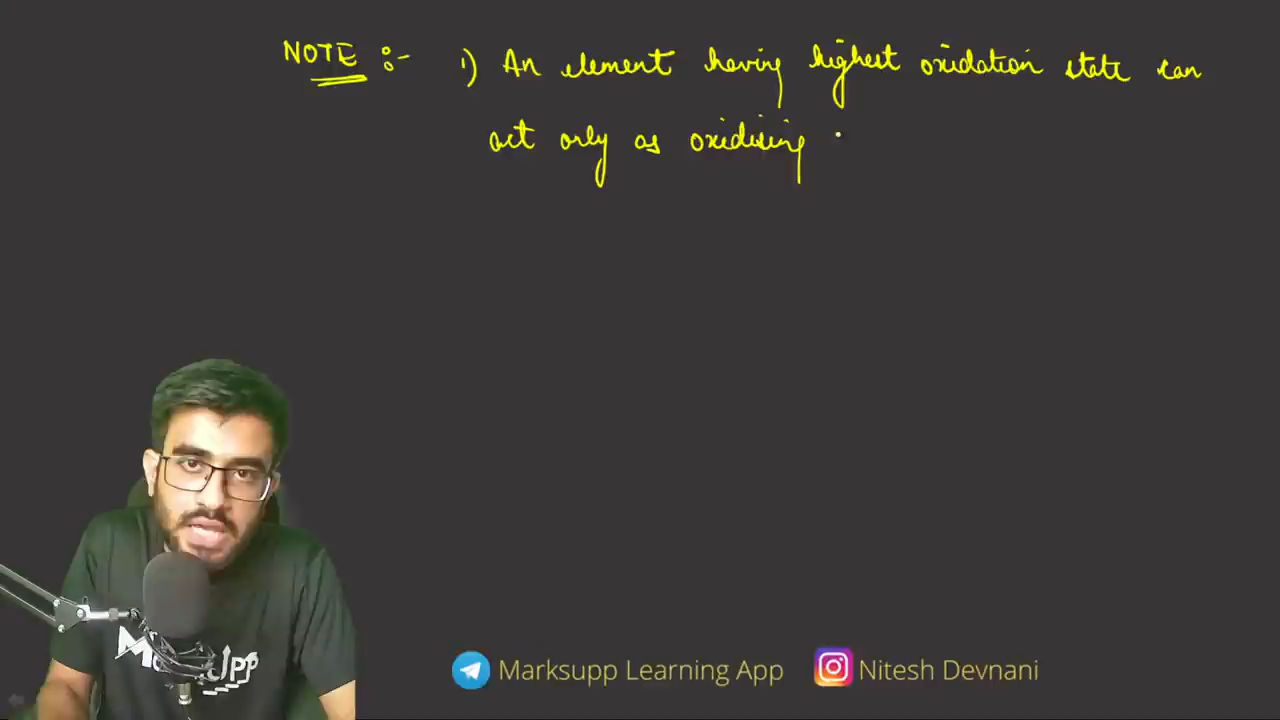 NOTE :- 1) An element having highest oxidation state can
act only as oxidising
Marksupp Learning App
Nitesh Devnani